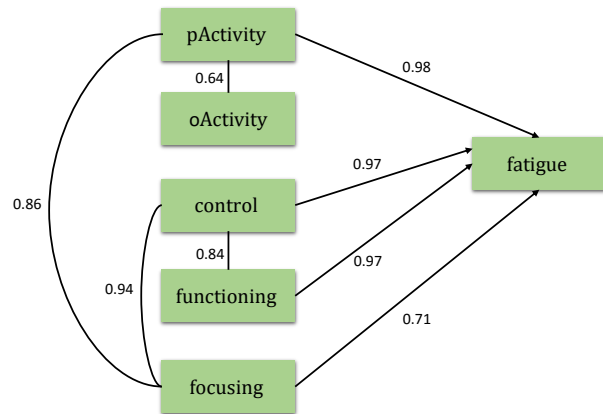 pActivity
0.98
0.64
oActivity
fatigue
0.97
control
0.86
0.84
0.97
0.94
functioning
0.71
focusing